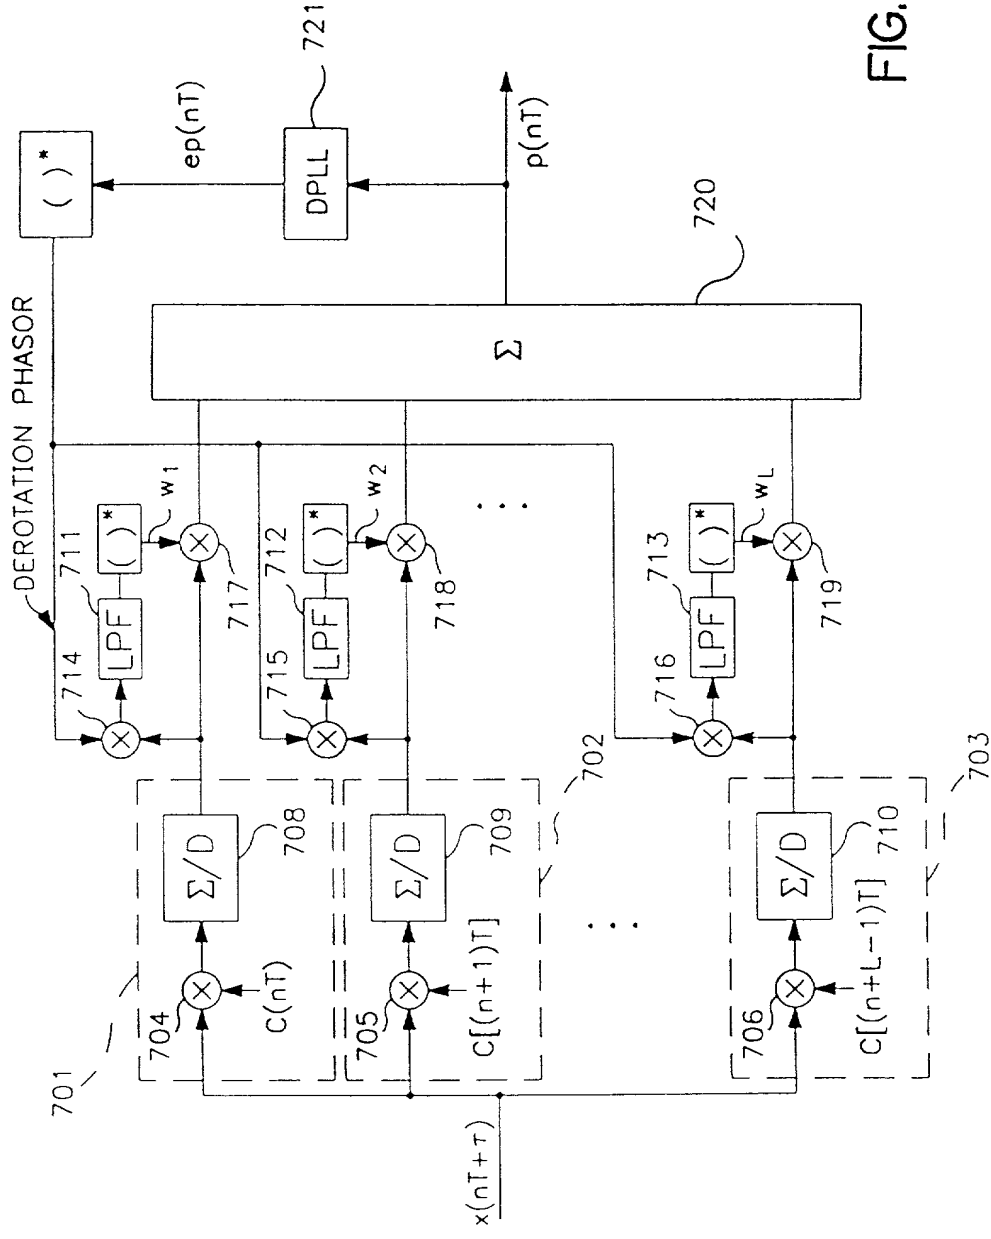 x(nT+τ)
701
704
C(nT)
Σ/D
708
714
711
LPF
( )*
w1
717
DEROTATION PHASOR
705
C[(n+1)T]
Σ/D
709
702
715
712
LPF
( )*
w2
718
. . .
. . .
706
C[(n+L-1)T]
Σ/D
710
703
716
713
LPF
( )*
wL
719
Σ
720
p(nT)
DPLL
721
ep(nT)
( )*
FIG.